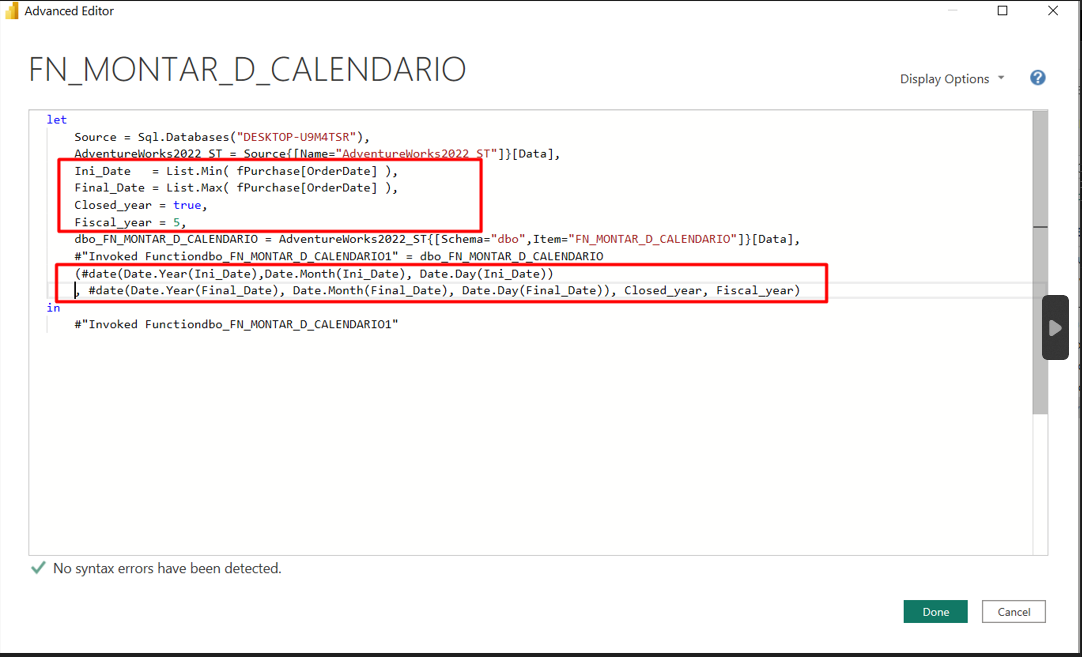 Advanced Editor
FN_MONTAR_D_CALENDARIO
Display Options
?
let
    Source = Sql.Databases("DESKTOP-U9M4TSR"),
    AdventureWorks2022_ST = Source{[Name="AdventureWorks2022_ST"]}[Data],
    Ini_Date   = List.Min( fPurchase[OrderDate] ),
    Final_Date = List.Max( fPurchase[OrderDate] ),
    Closed_year = true,
    Fiscal_year = 5,
    dbo_FN_MONTAR_D_CALENDARIO = AdventureWorks2022_ST{[Schema="dbo",Item="FN_MONTAR_D_CALENDARIO"]}[Data],
    #"Invoked Functiondbo_FN_MONTAR_D_CALENDARIO1" = dbo_FN_MONTAR_D_CALENDARIO
    (#date(Date.Year(Ini_Date),Date.Month(Ini_Date), Date.Day(Ini_Date))
    , #date(Date.Year(Final_Date), Date.Month(Final_Date), Date.Day(Final_Date)), Closed_year, Fiscal_year)
in
    #"Invoked Functiondbo_FN_MONTAR_D_CALENDARIO1"
No syntax errors have been detected.
Done
Cancel